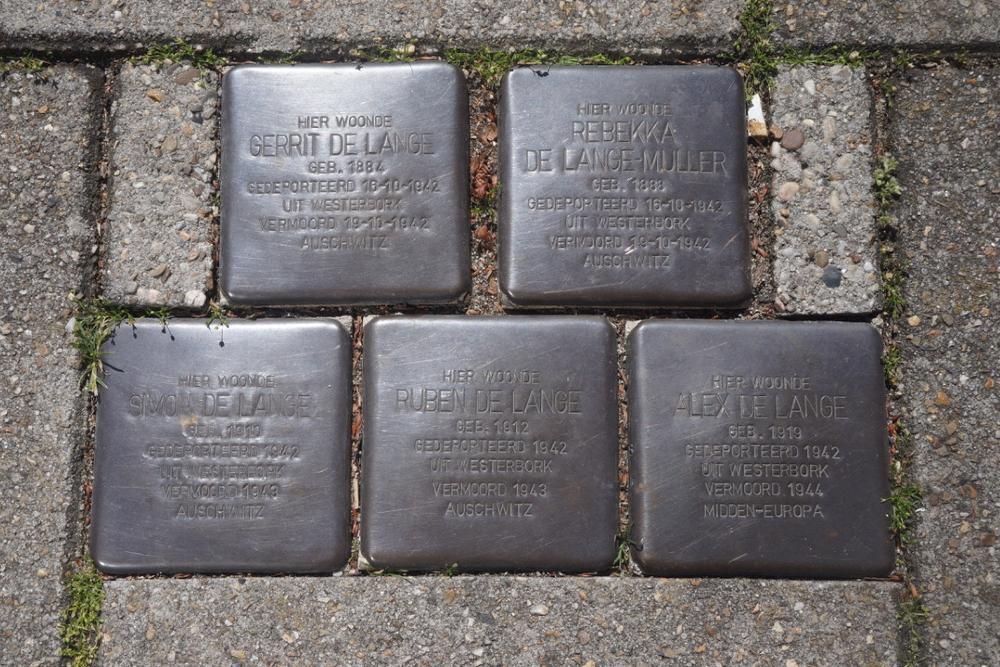 HIER WOONDE
GERRIT DE LANGE
GEB. 1884
GEDEPORTEERD 16-10-1942
UIT WESTERBORK
VERMOORD 19-10-1942
AUSCHWITZ
HIER WOONDE
REBEKKA
DE LANGE-MULLER
GEB. 1888
GEDEPORTEERD 16-10-1942
UIT WESTERBORK
VERMOORD 19-10-1942
AUSCHWITZ
HIER WOONDE
SIMON DE LANGE
GEB. 1910
GEDEPORTEERD 1942
UIT WESTERBORK
VERMOORD 1943
AUSCHWITZ
HIER WOONDE
RUBEN DE LANGE
GEB. 1912
GEDEPORTEERD 1942
UIT WESTERBORK
VERMOORD 1943
AUSCHWITZ
HIER WOONDE
ALEX DE LANGE
GEB. 1919
GEDEPORTEERD 1942
UIT WESTERBORK
VERMOORD 1944
MIDDEN-EUROPA